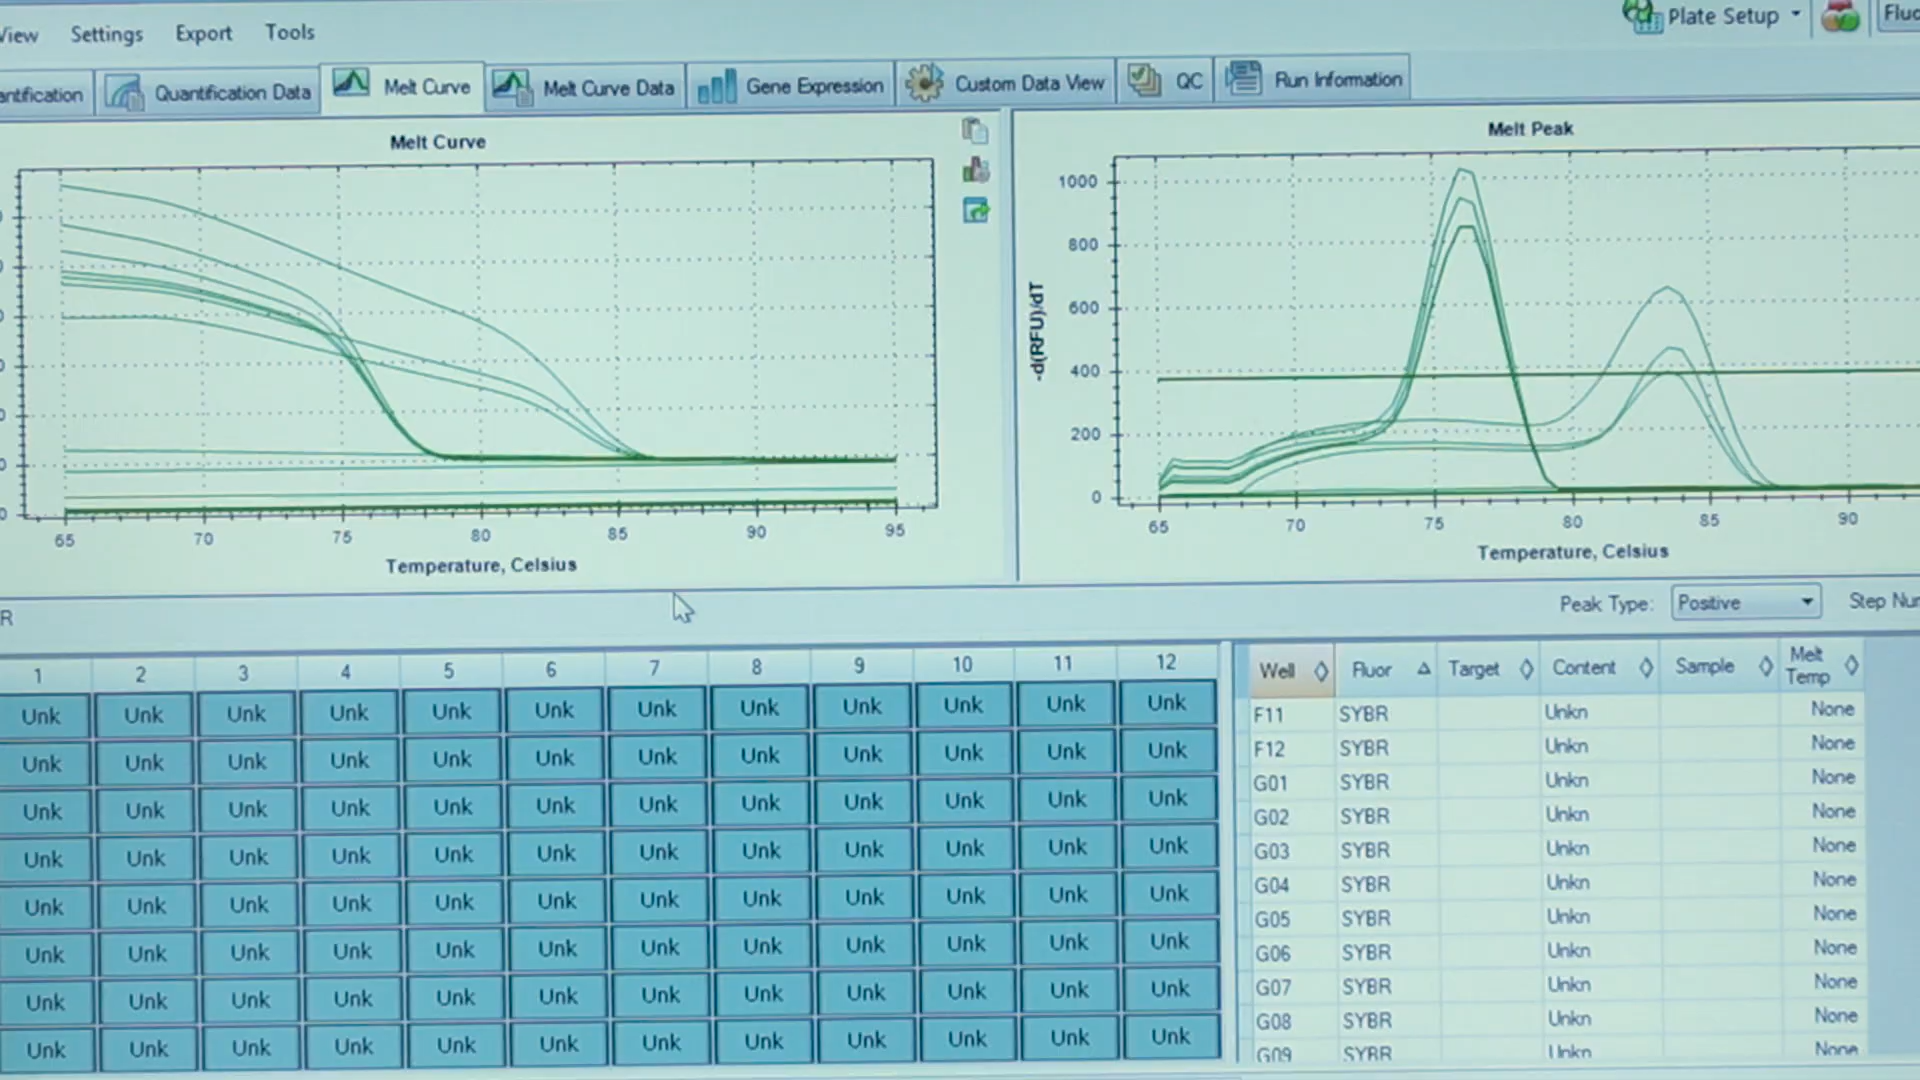 View Settings Export Tools
Plate Setup
Quantification Data Melt Curve Melt Curve Data Gene Expression Custom Data View QC Run Information
Melt Curve
65 70 75 80 85 90 95
Temperature, Celsius
Melt Peak
1000
800
600
400
200
0
-d(RFU)/dT
65 70 75 80 85 90
Temperature, Celsius
Peak Type: Positive Step
1 2 3 4 5 6 7 8 9 10 11 12
Unk Unk Unk Unk Unk Unk Unk Unk Unk Unk Unk Unk
Unk Unk Unk Unk Unk Unk Unk Unk Unk Unk Unk Unk
Unk Unk Unk Unk Unk Unk Unk Unk Unk Unk Unk Unk
Unk Unk Unk Unk Unk Unk Unk Unk Unk Unk Unk Unk
Unk Unk Unk Unk Unk Unk Unk Unk Unk Unk Unk Unk
Unk Unk Unk Unk Unk Unk Unk Unk Unk Unk Unk Unk
Unk Unk Unk Unk Unk Unk Unk Unk Unk Unk Unk Unk
Unk Unk Unk Unk Unk Unk Unk Unk Unk Unk Unk Unk
Well Fluor Target Content Sample Melt Temp
F11 SYBR Unkn None
F12 SYBR Unkn None
G01 SYBR Unkn None
G02 SYBR Unkn None
G03 SYBR Unkn None
G04 SYBR Unkn None
G05 SYBR Unkn None
G06 SYBR Unkn None
G07 SYBR Unkn None
G08 SYBR Unkn None
G09 SYBR Unkn None